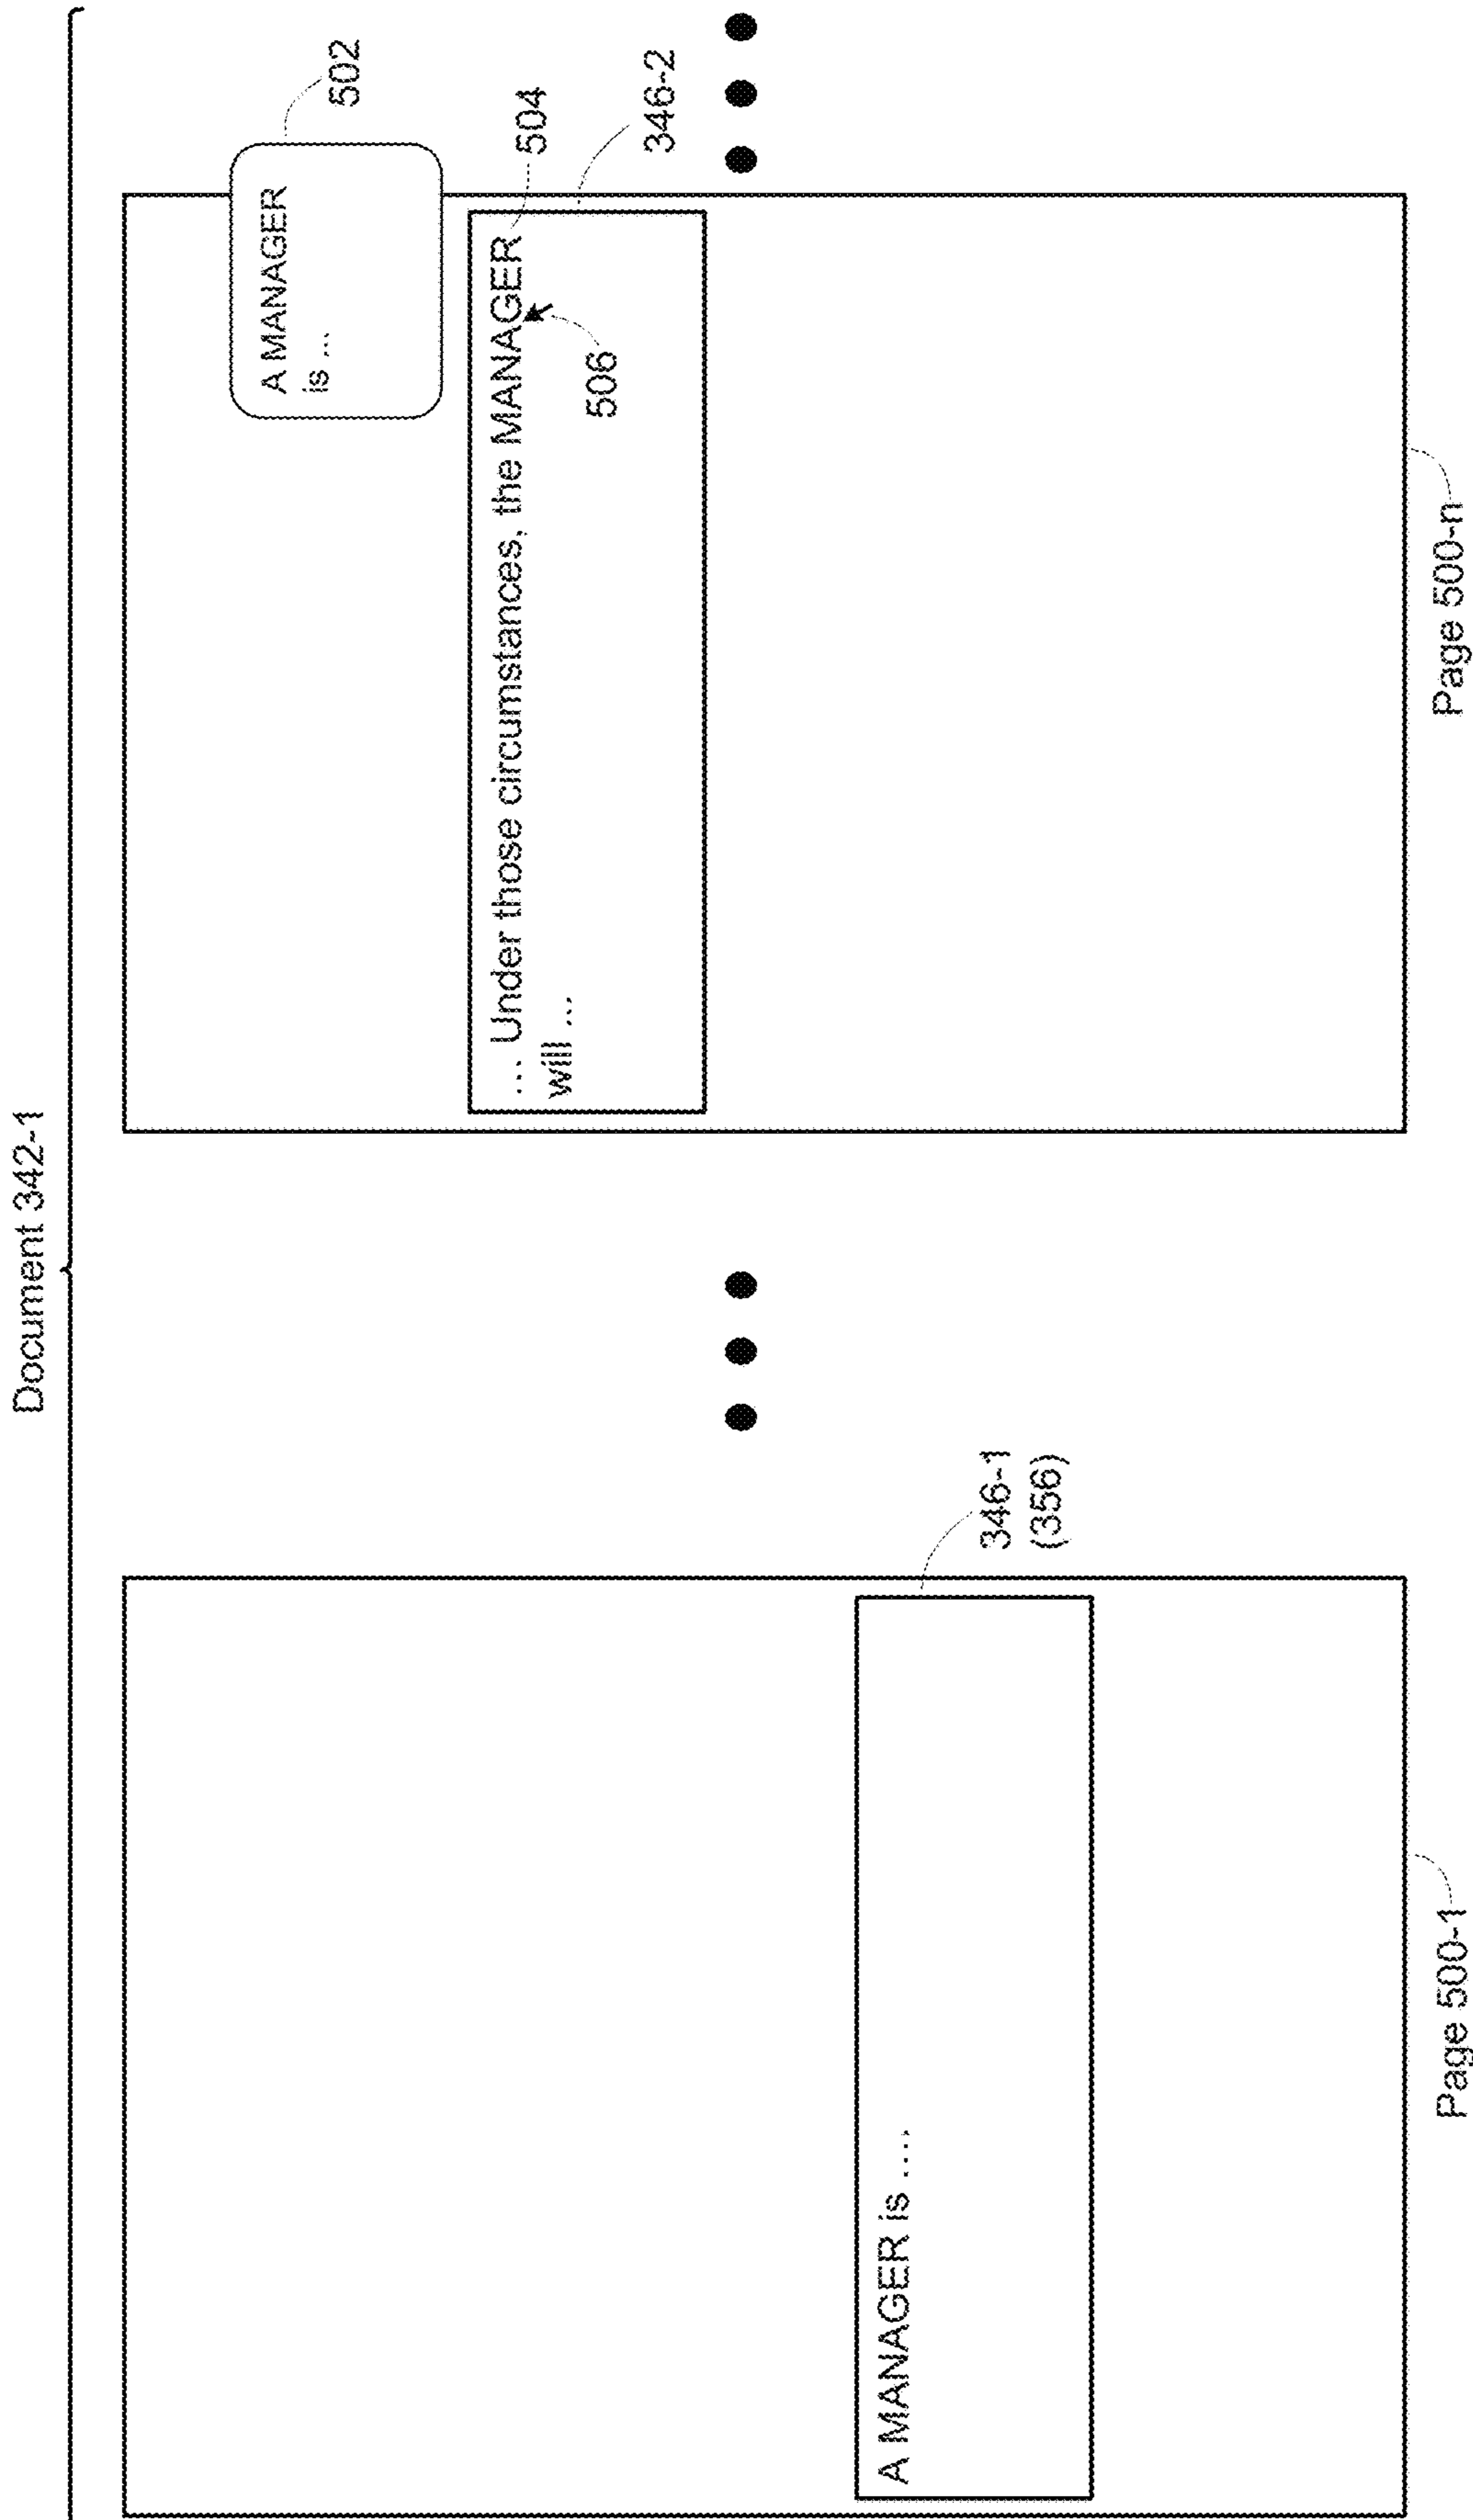 Document 342-1
A MANAGER is ....
346-1
(356)
Page 500-1
A MANAGER
is ...
502
... Under those circumstances, the MANAGER
will ...
504
506
346-2
Page 500-n